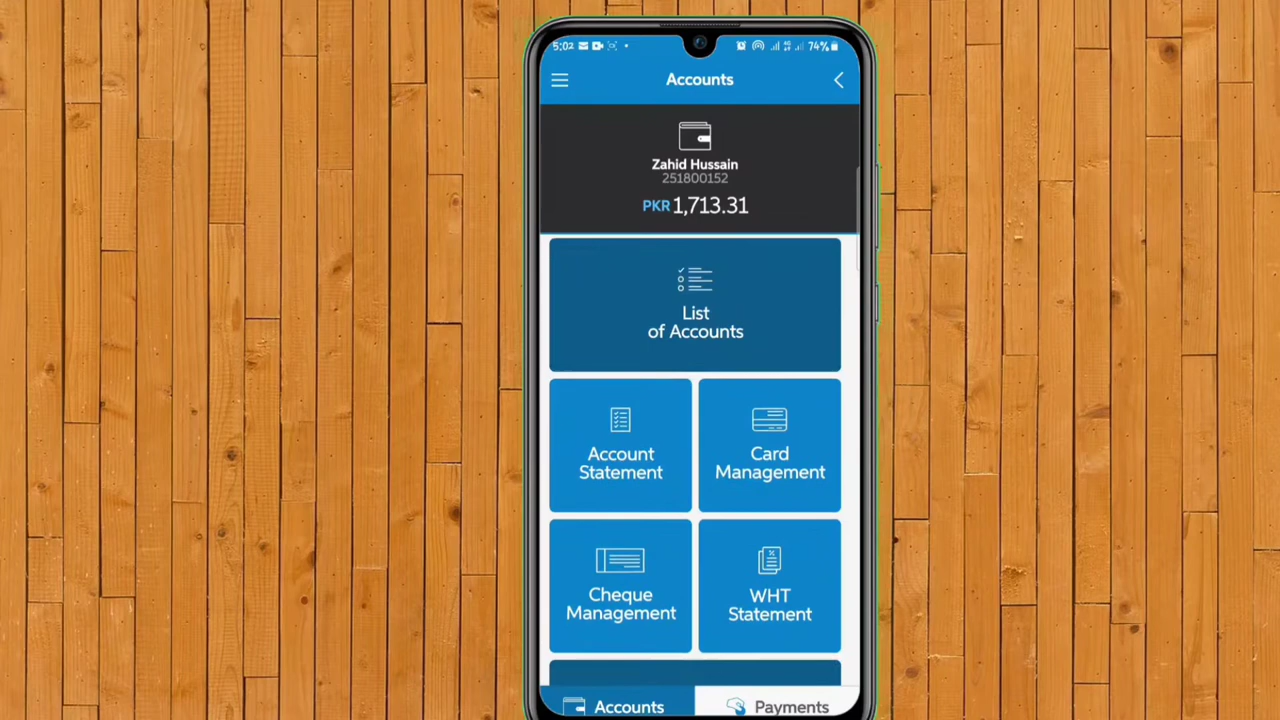 5:02 74%
Accounts
Zahid Hussain
251800152
PKR 1,713.31
List
of Accounts
Account
Statement
Card
Management
Cheque
Management
WHT
Statement
Accounts
Payments